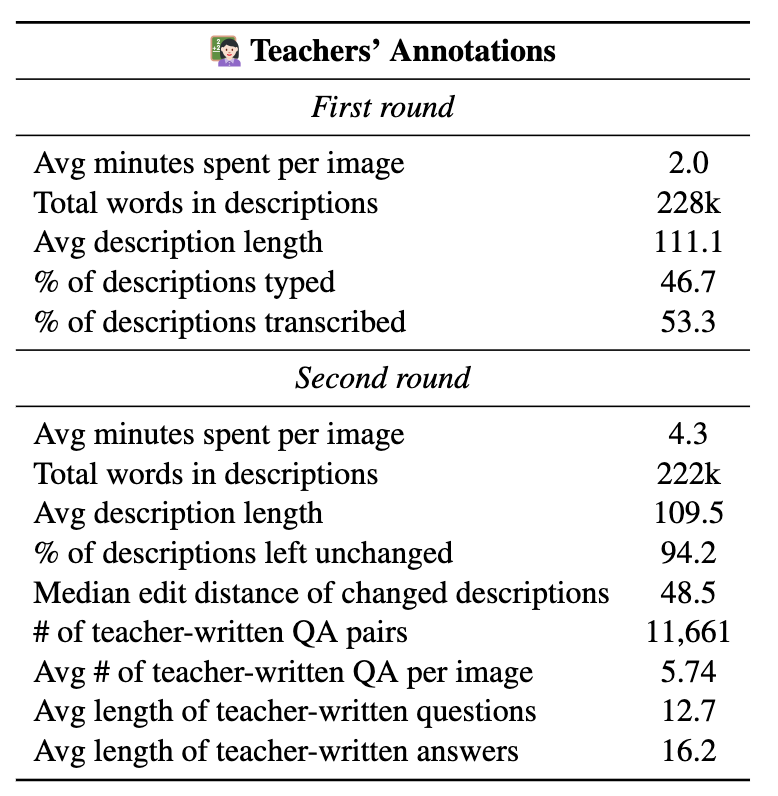 Teachers’ Annotations
First round
Avg minutes spent per image 2.0
Total words in descriptions 228k
Avg description length 111.1
% of descriptions typed 46.7
% of descriptions transcribed 53.3
Second round
Avg minutes spent per image 4.3
Total words in descriptions 222k
Avg description length 109.5
% of descriptions left unchanged 94.2
Median edit distance of changed descriptions 48.5
# of teacher-written QA pairs 11,661
Avg # of teacher-written QA per image 5.74
Avg length of teacher-written questions 12.7
Avg length of teacher-written answers 16.2